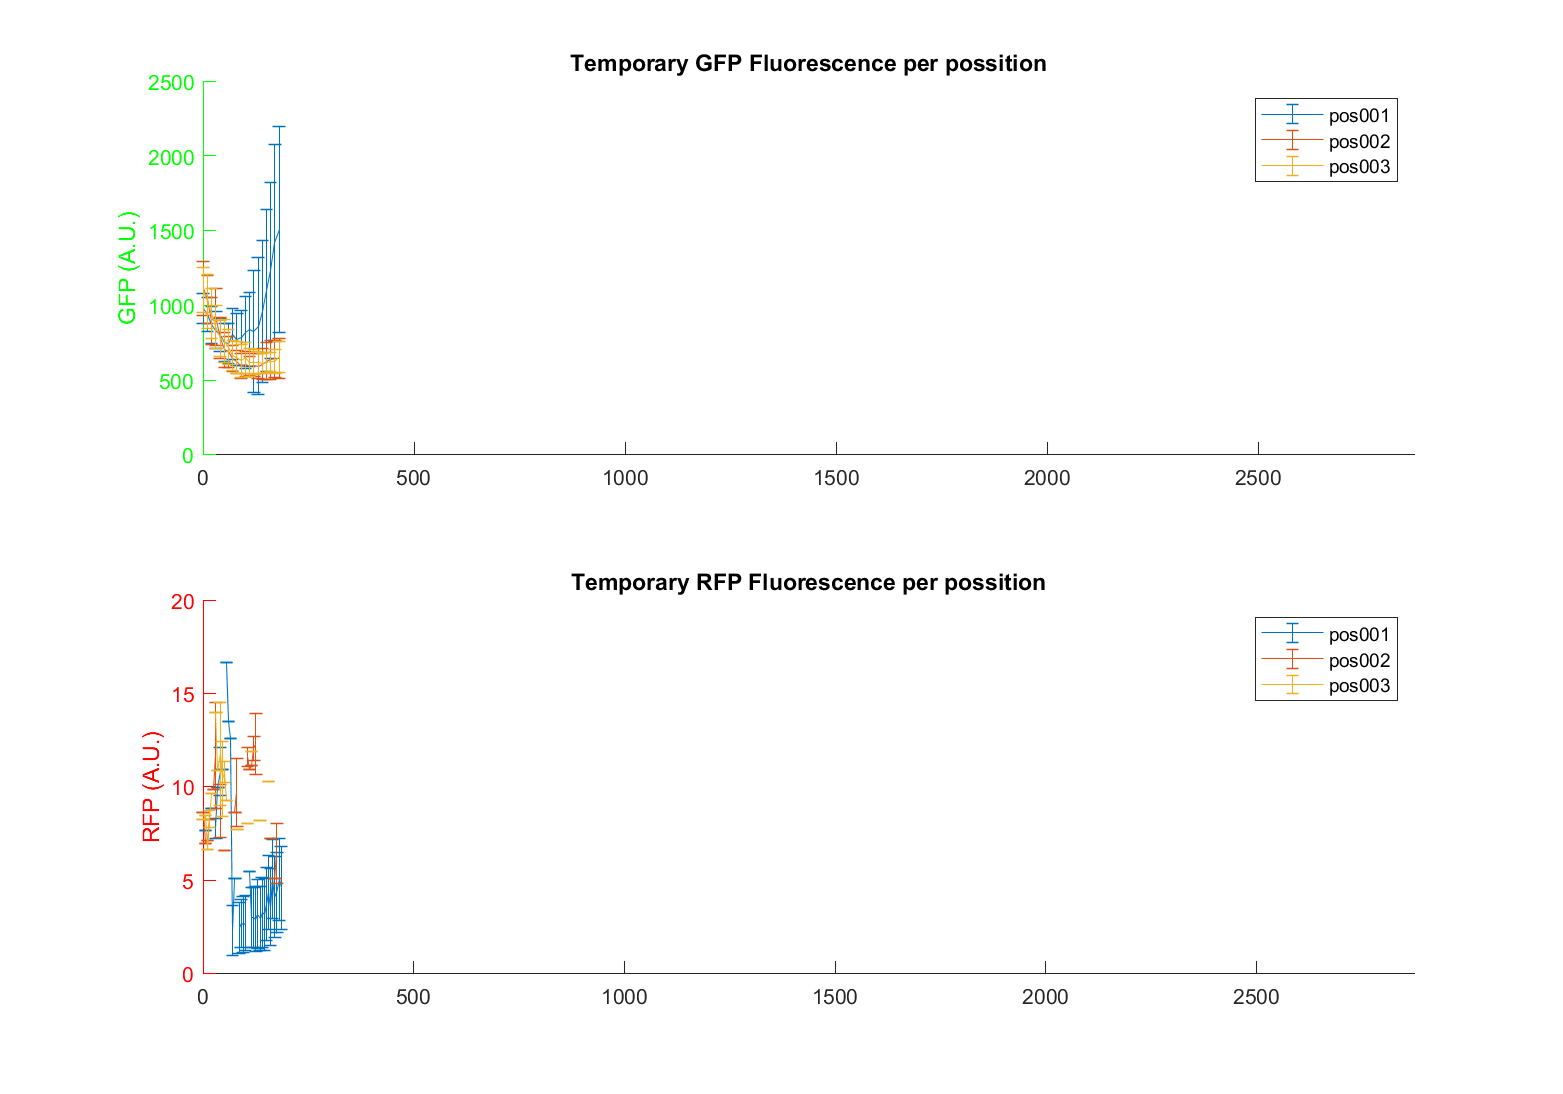 Temporary GFP Fluorescence per possition
2500
2000
1500
1000
500
0
GFP (A.U.)
pos001
pos002
pos003
0 500 1000 1500 2000 2500
Temporary RFP Fluorescence per possition
20
15
10
5
0
RFP (A.U.)
pos001
pos002
pos003
0 500 1000 1500 2000 2500